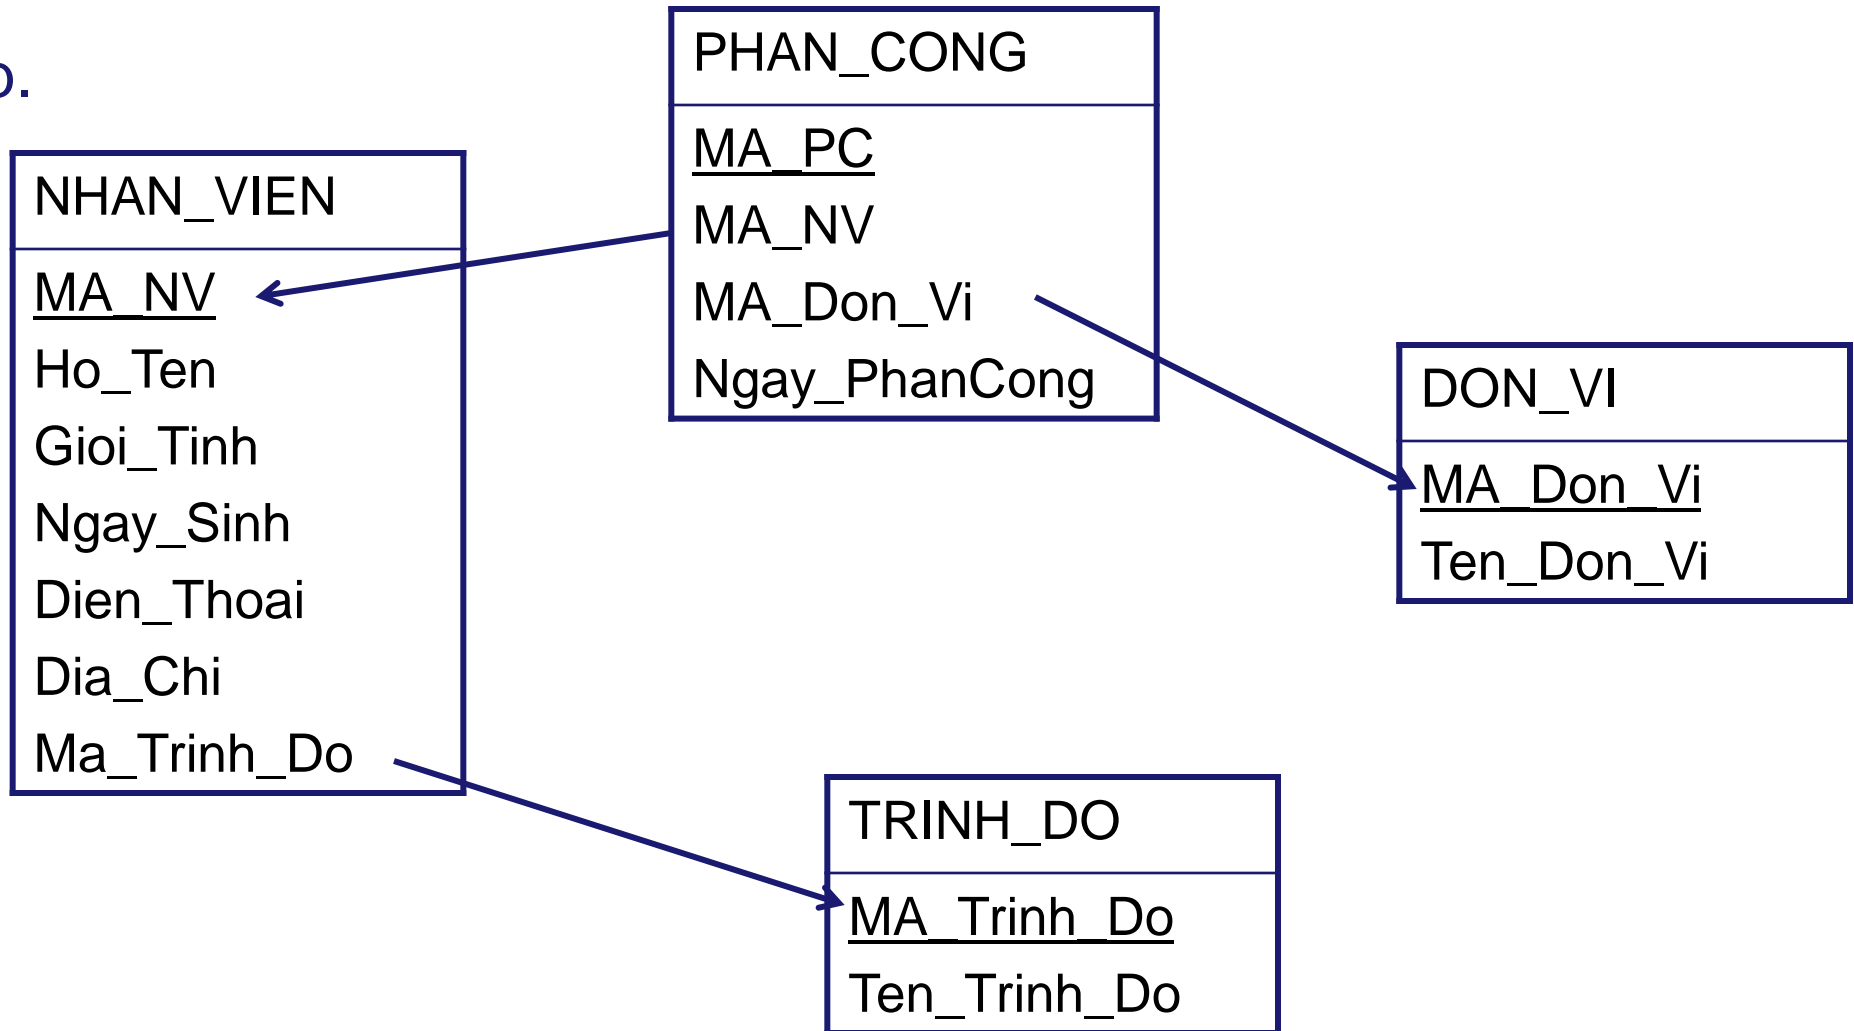 PHAN_CONG
MA_PC
MA_NV
MA_Don_Vi
Ngay_PhanCong
NHAN_VIEN
MA_NV
Ho_Ten
Gioi_Tinh
Ngay_Sinh
Dien_Thoai
Dia_Chi
Ma_Trinh_Do
DON_VI
MA_Don_Vi
Ten_Don_Vi
TRINH_DO
MA_Trinh_Do
Ten_Trinh_Do